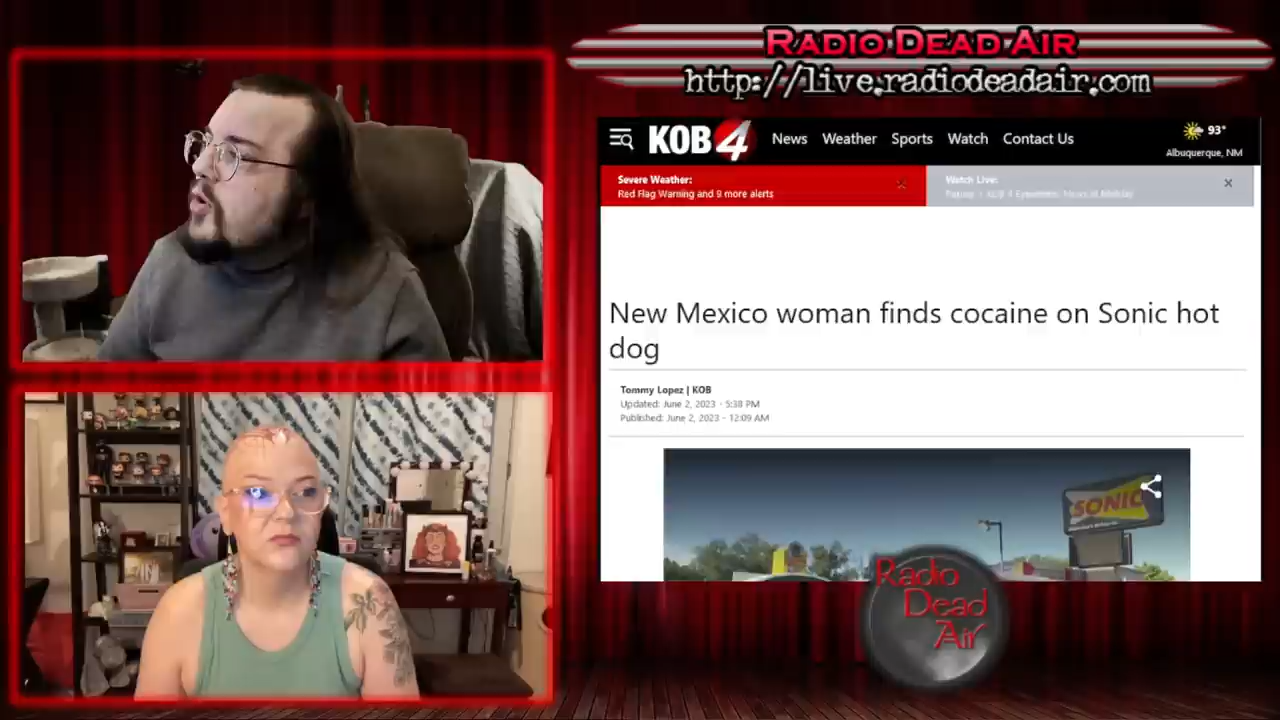 Radio Dead Air
http://live.radiodeadair.com
KOB 4 News Weather Sports Watch Contact Us
93°
Albuquerque, NM
Severe Weather:
Red Flag Warning and 9 more alerts
Watch Live:
New Mexico woman finds cocaine on Sonic hot
dog
Tommy Lopez | KOB
Updated: June 2, 2023 - 5:38 PM
Published: June 2, 2023 - 12:09 AM
SONIC
Radio
Dead
Air